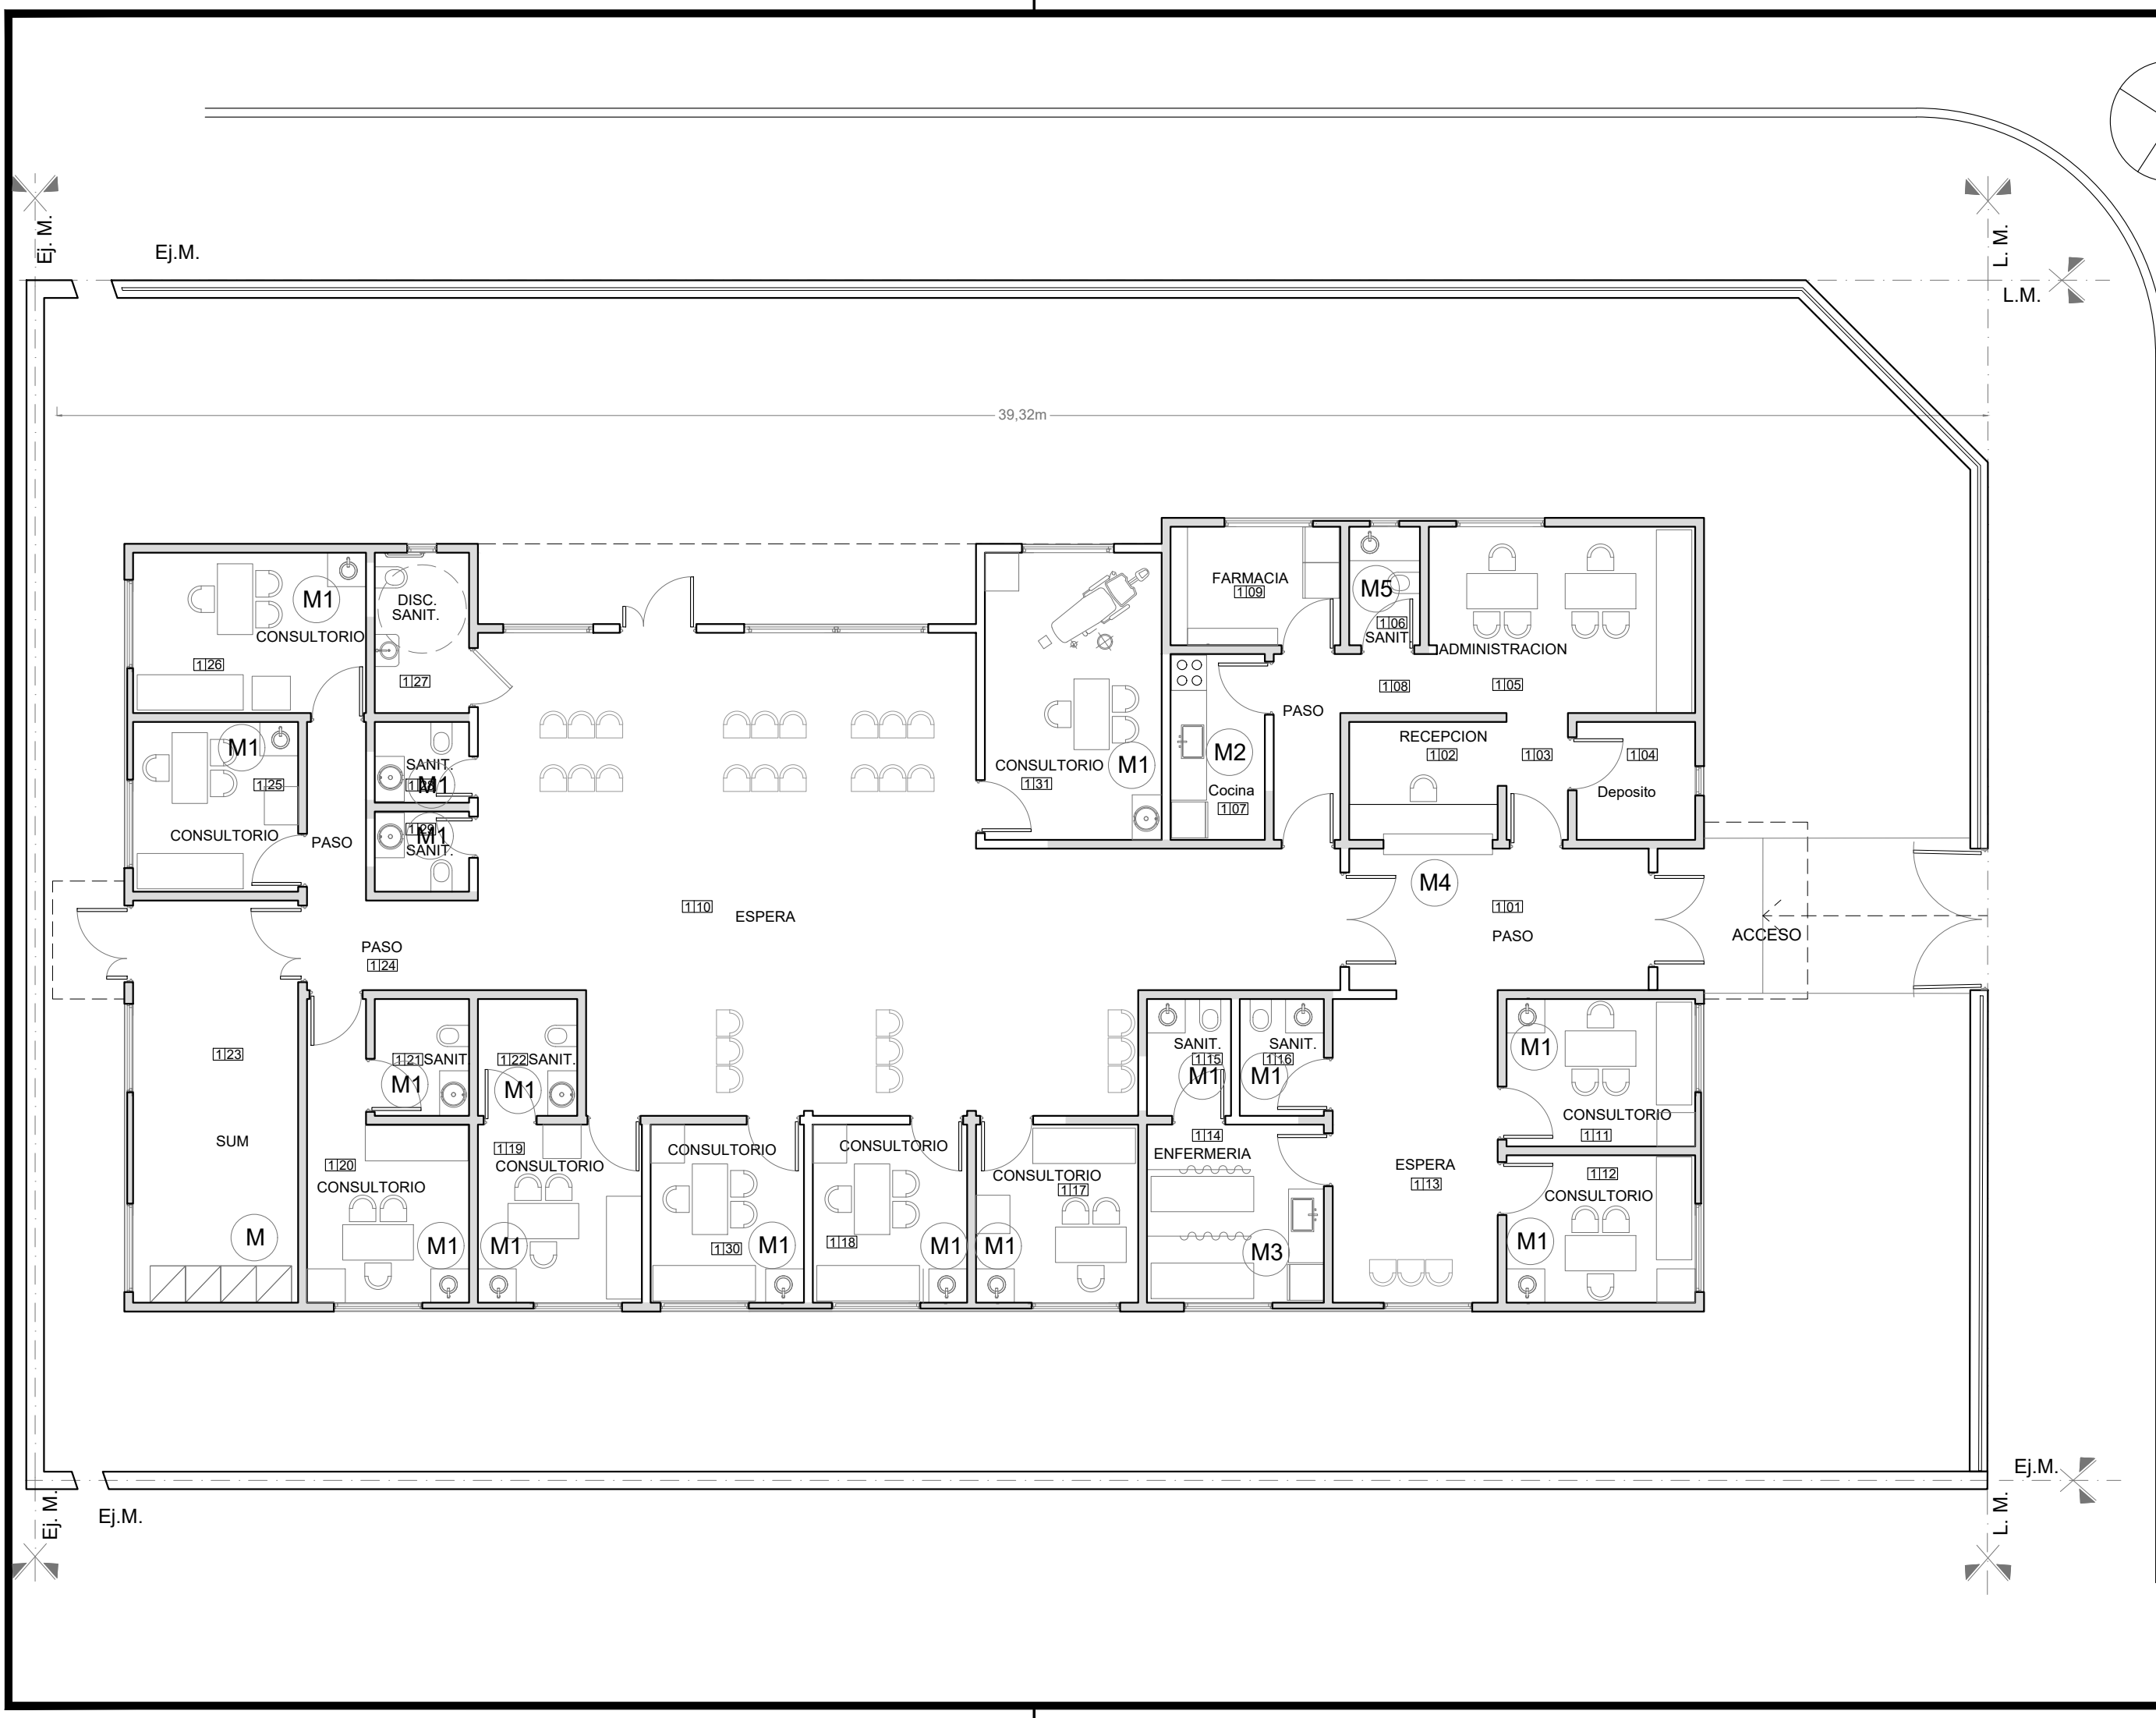 Ej. M.
Ej.M.
L. M.
L.M.
39,32m
FARMACIA
1 09
M5
1 06
SANIT.
ADMINISTRACION
1 08
1 05
M1
CONSULTORIO
1 26
DISC.
SANIT.
1 27
PASO
RECEPCION
1 02
1 03
1 04
Deposito
M1
1 25
CONSULTORIO
PASO
SANIT.
M1
1 29
M1
SANIT.
CONSULTORIO
M1
1 31
M2
Cocina
1 07
M4
1 10
ESPERA
1 01
PASO
ACCESO
PASO
1 24
1 23
SUM
M
1 21
SANIT.
M1
1 22
SANIT.
M1
SANIT.
1 15
M1
SANIT.
1 16
M1
M1
CONSULTORIO
1 11
1 20
CONSULTORIO
M1
1 19
CONSULTORIO
M1
CONSULTORIO
1 30
M1
CONSULTORIO
1 18
M1
CONSULTORIO
1 17
M1
1 14
ENFERMERIA
M3
ESPERA
1 13
1 12
CONSULTORIO
M1
Ej. M.
Ej.M.
Ej.M.
L. M.